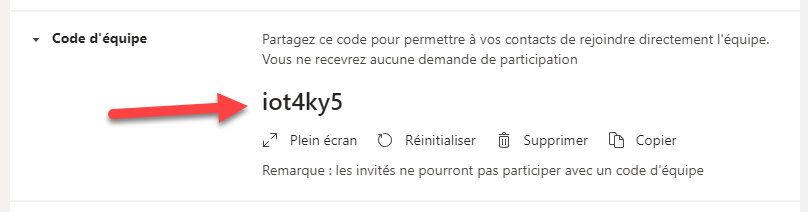 Code d'équipe
Partagez ce code pour permettre à vos contacts de rejoindre directement l'équipe.
Vous ne recevrez aucune demande de participation
iot4ky5
Plein écran Réinitialiser Supprimer Copier
Remarque : les invités ne pourront pas participer avec un code d'équipe